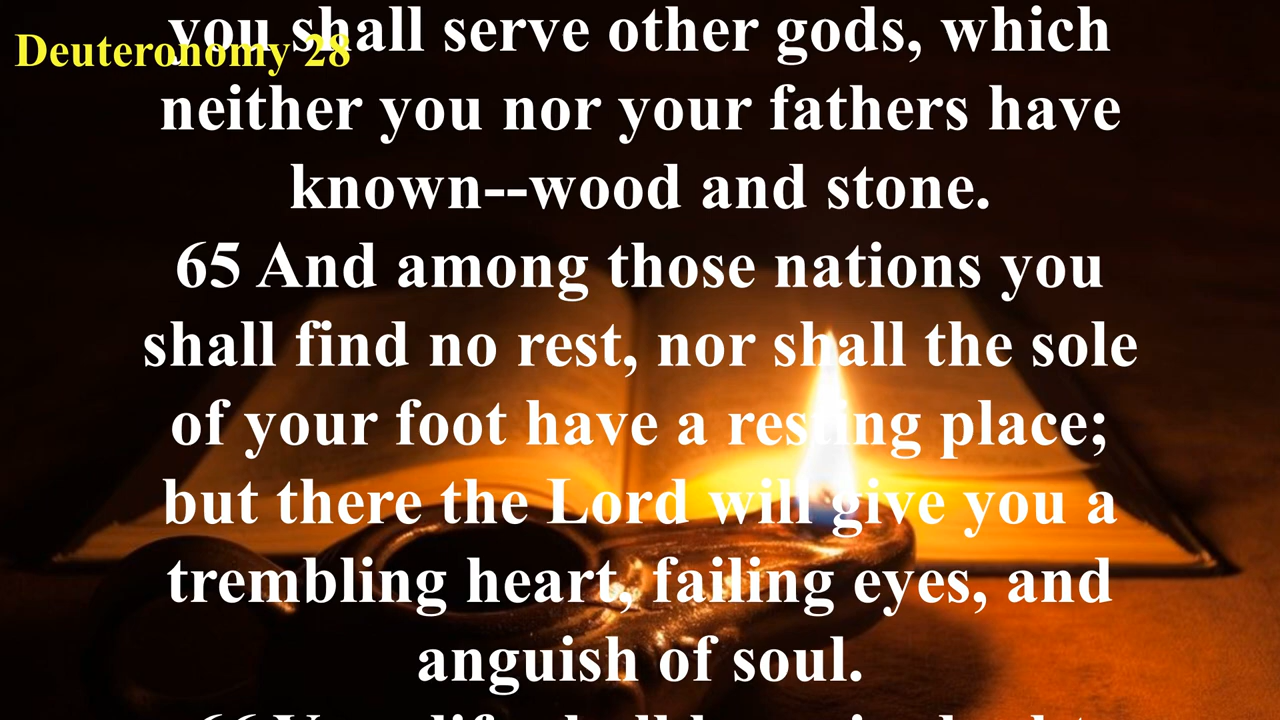 Deuteronomy 28
you shall serve other gods, which
neither you nor your fathers have
known--wood and stone.
65 And among those nations you
shall find no rest, nor shall the sole
of your foot have a resting place;
but there the Lord will give you a
trembling heart, failing eyes, and
anguish of soul.